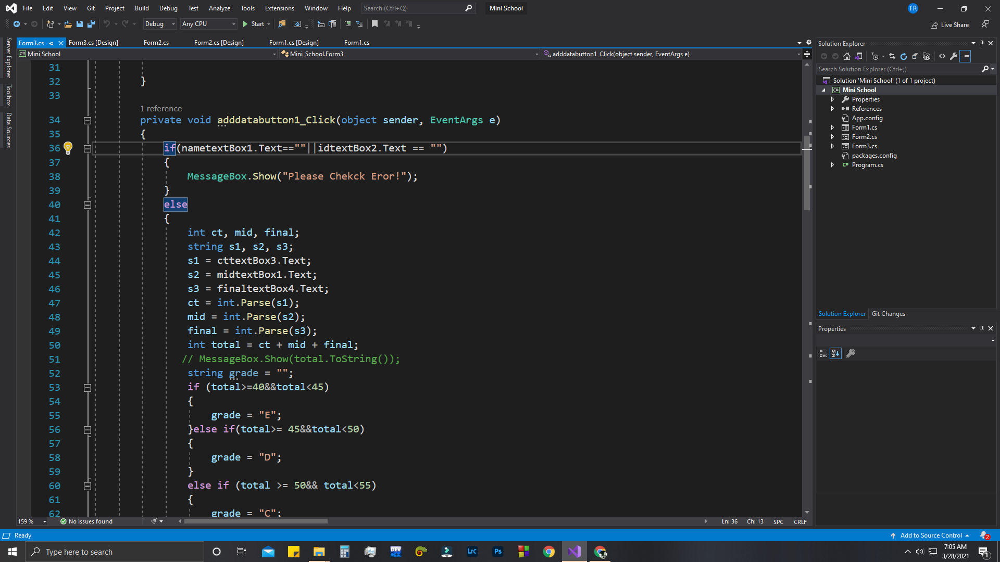 File Edit View Git Project Build Debug Test Analyze Tools Extensions Window Help Search (Ctrl+Q) Mini School TR
Debug Any CPU Start Live Share
Form3.cs Form3.cs [Design] Form2.cs Form2.cs [Design] Form1.cs [Design] Form1.cs
Mini School Mini_School.Form3 adddatabutton1_Click(object sender, EventArgs e)
Server Explorer
Toolbox
Data Sources
31
32 }
33
1 reference
34 private void adddatabutton1_Click(object sender, EventArgs e)
35 {
36 if(nametextBox1.Text==""||idtextBox2.Text == "")
37 {
38 MessageBox.Show("Please Chekck Eror!");
39 }
40 else
41 {
42 int ct, mid, final;
43 string s1, s2, s3;
44 s1 = cttextBox3.Text;
45 s2 = midtextBox1.Text;
46 s3 = finaltextBox4.Text;
47 ct = int.Parse(s1);
48 mid = int.Parse(s2);
49 final = int.Parse(s3);
50 int total = ct + mid + final;
51 // MessageBox.Show(total.ToString());
52 string grade = "";
53 if (total>=40&&total<45)
54 {
55 grade = "E";
56 }else if(total>= 45&&total<50)
57 {
58 grade = "D";
59 }
60 else if (total >= 50&& total<55)
61 {
62 grade = "C";
159 % No issues found Ln: 36 Ch: 13 SPC CRLF
Solution Explorer
Search Solution Explorer (Ctrl+;)
Solution 'Mini School' (1 of 1 project)
C# Mini School
Properties
References
App.config
Form1.cs
Form2.cs
Form3.cs
packages.config
C# Program.cs
Solution Explorer Git Changes
Properties
Ready Add to Source Control 2
Type here to search DEV Lrc Ps 7:05 AM
3/28/2021 1